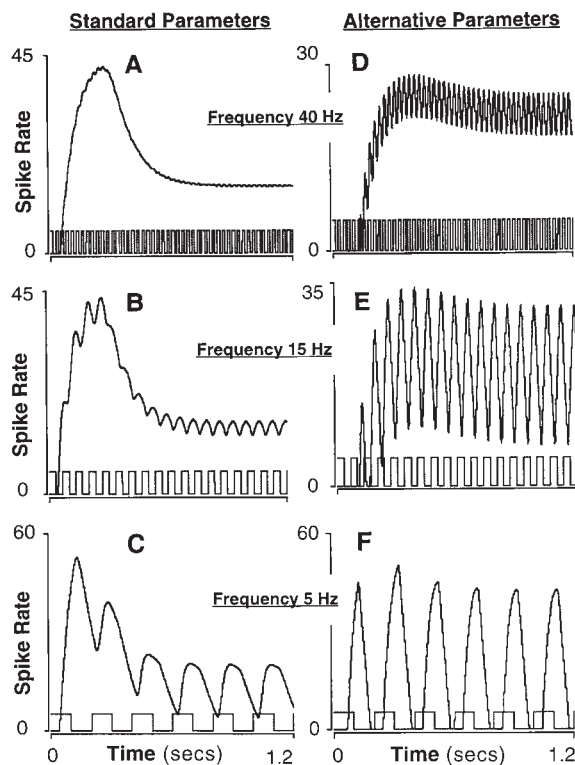 Standard Parameters
Alternative Parameters
45
A
Spike Rate
0
30
D
Frequency 40 Hz
0
45
B
Spike Rate
0
35
E
Frequency 15 Hz
0
60
C
Spike Rate
0
60
F
Frequency 5 Hz
0
0 Time (secs) 1.2
0 Time (secs) 1.2